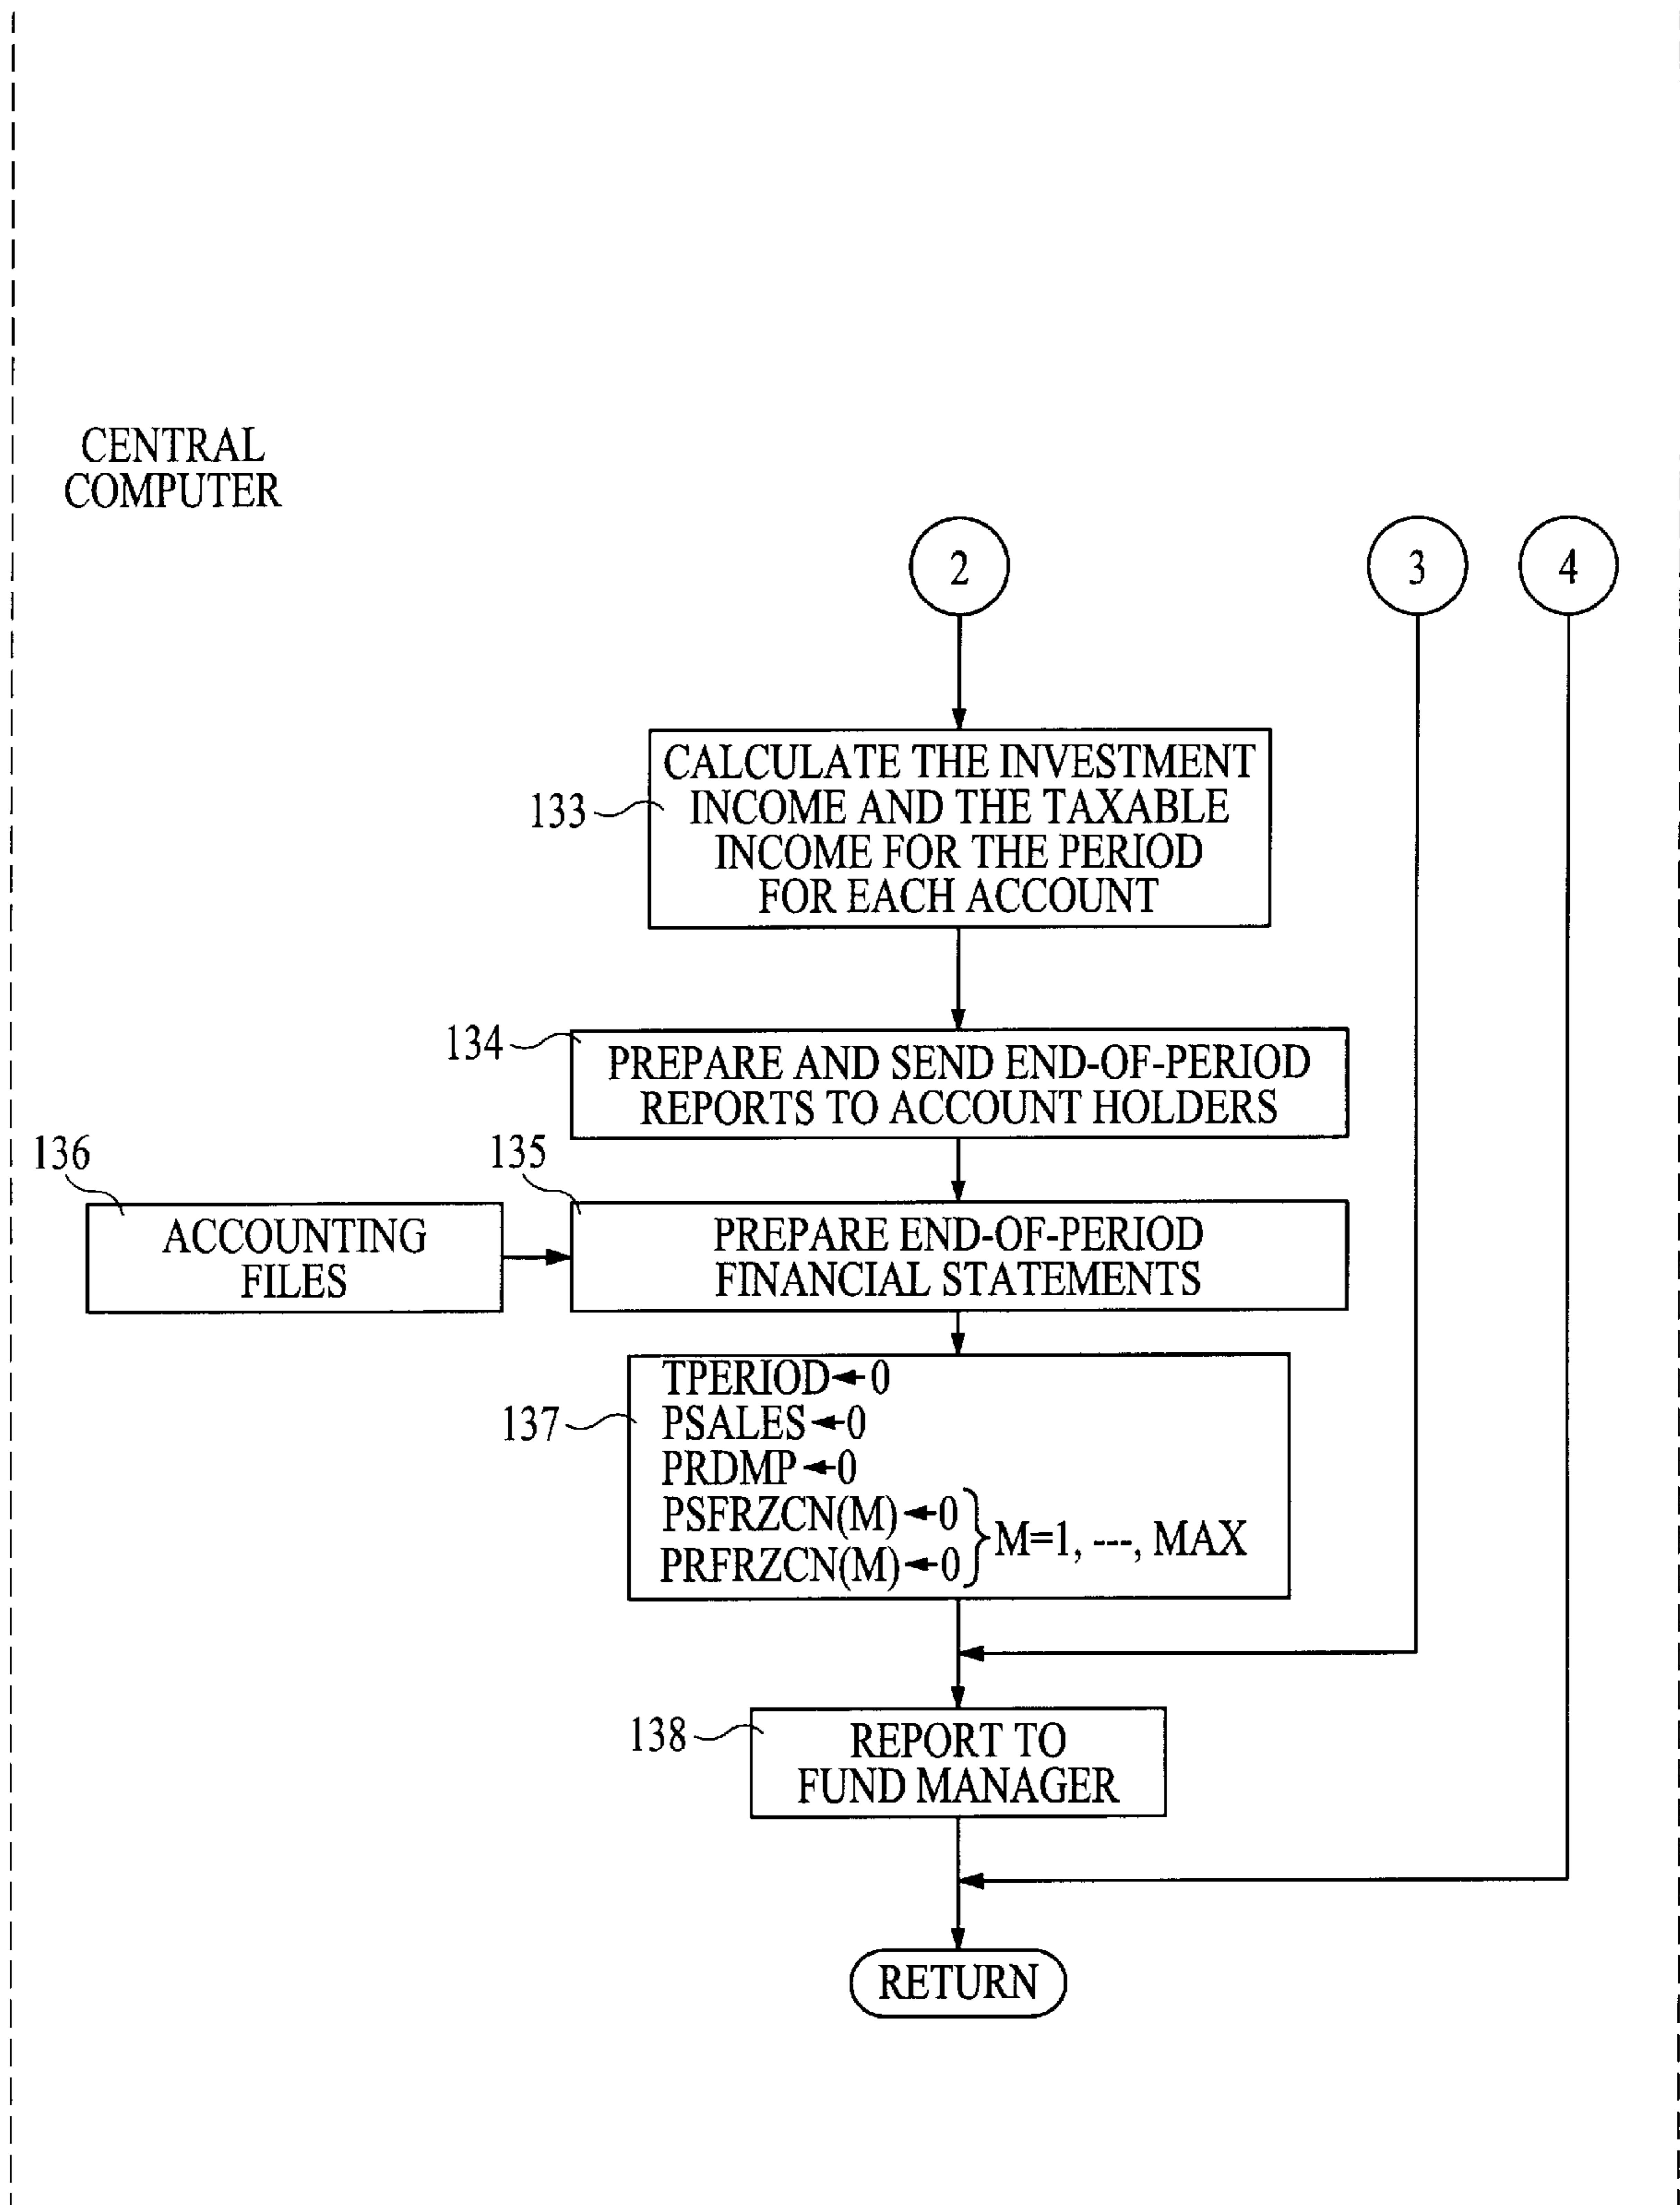 CENTRAL
COMPUTER
2
3
4
133
CALCULATE THE INVESTMENT
INCOME AND THE TAXABLE
INCOME FOR THE PERIOD
FOR EACH ACCOUNT
134
PREPARE AND SEND END-OF-PERIOD
REPORTS TO ACCOUNT HOLDERS
136
135
ACCOUNTING
FILES
PREPARE END-OF-PERIOD
FINANCIAL STATEMENTS
137
TPERIOD←0
PSALES←0
PRDMP←0
PSFRZCN(M)←0
PRFRZCN(M)←0
M=1, ---, MAX
138
REPORT TO
FUND MANAGER
RETURN